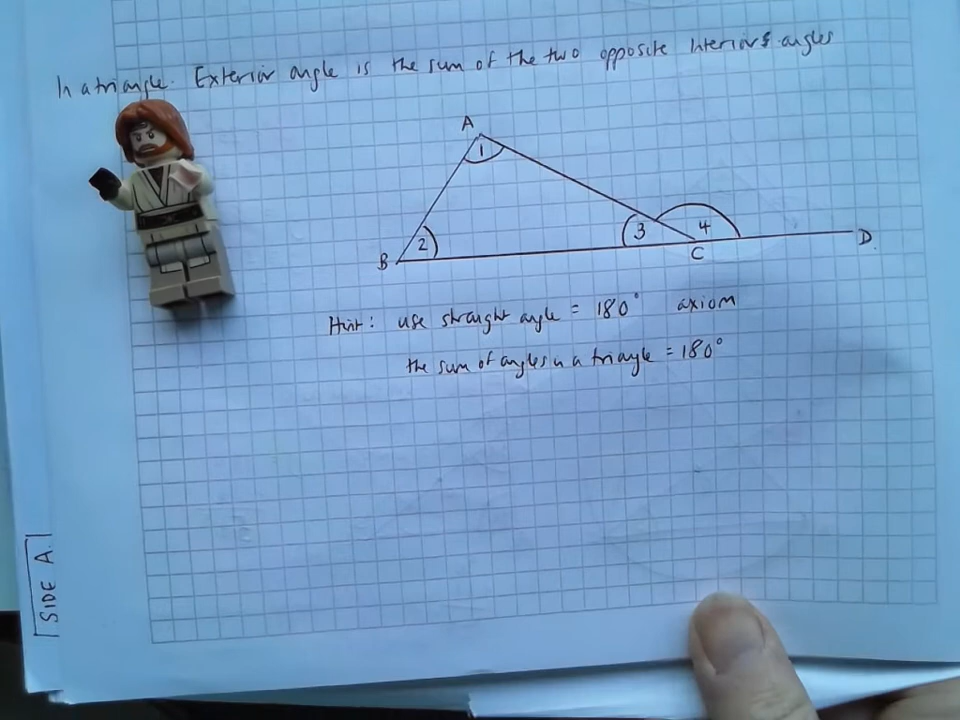 In a triangle. Exterior angle is the sum of the two opposite Interior angles
A
1
2
3
4
B
C
D.
Hint: use straight angle = 180° axiom
the sum of angles in a triangle = 180°
SIDE A